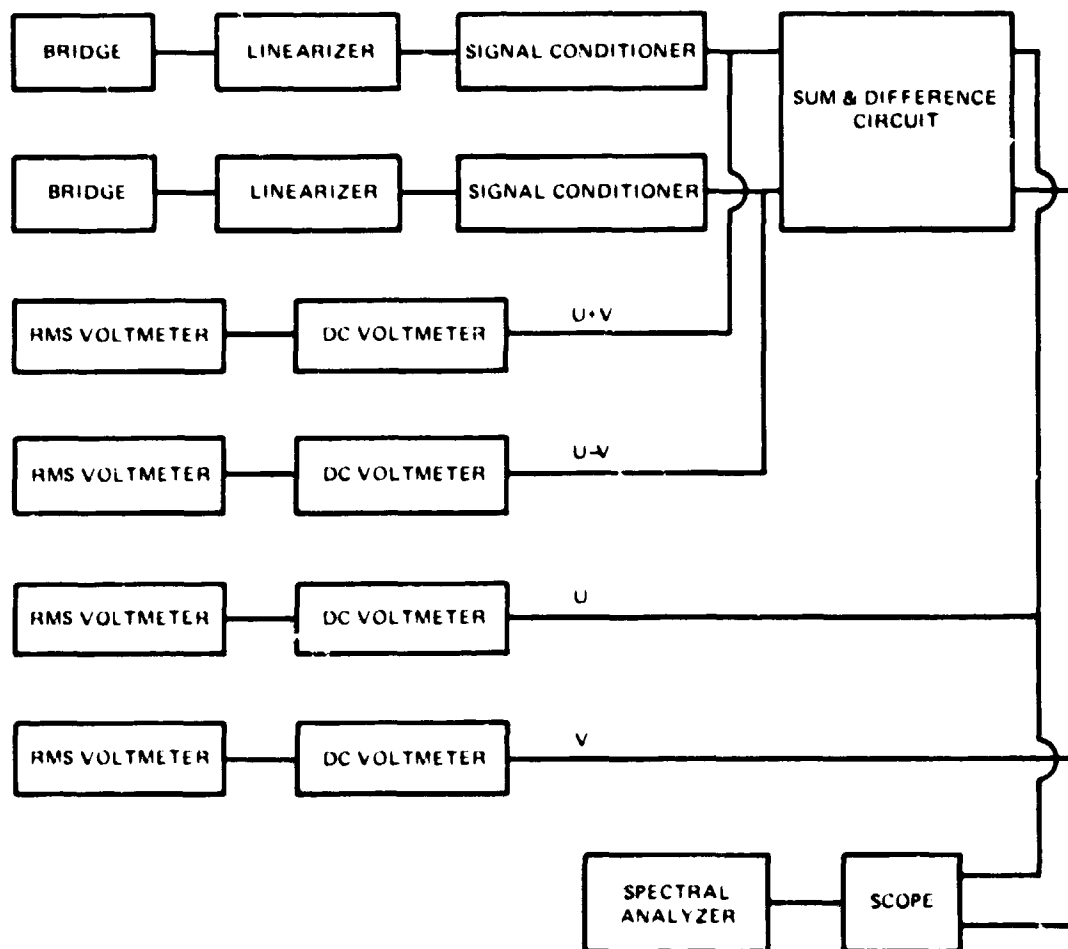 BRIDGE
LINEARIZER
SIGNAL CONDITIONER
SUM & DIFFERENCE
CIRCUIT
BRIDGE
LINEARIZER
SIGNAL CONDITIONER
RMS VOLTMETER
DC VOLTMETER
U+V
RMS VOLTMETER
DC VOLTMETER
U-V
RMS VOLTMETER
DC VOLTMETER
U
RMS VOLTMETER
DC VOLTMETER
V
SPECTRAL
ANALYZER
SCOPE